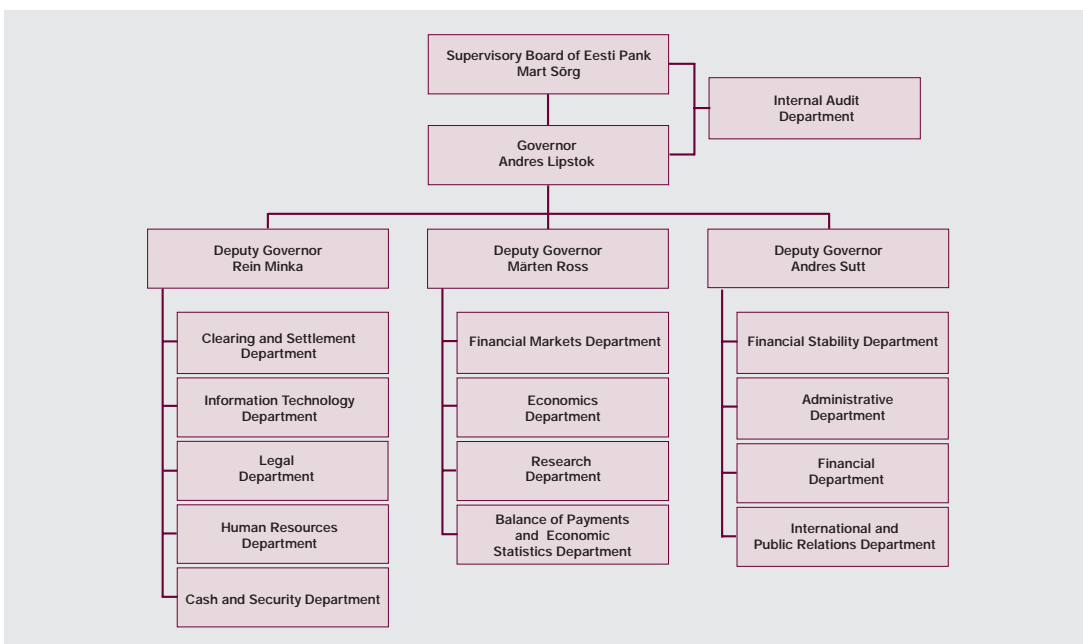 Supervisory Board of Eesti Pank
Mart Sõrg
Internal Audit
Department
Governor
Andres Lipstok
Deputy Governor
Rein Minka
Deputy Governor
Märten Ross
Deputy Governor
Andres Sutt
Clearing and Settlement
Department
Information Technology
Department
Legal
Department
Human Resources
Department
Cash and Security Department
Financial Markets Department
Economics
Department
Research
Department
Balance of Payments
and Economic
Statistics Department
Financial Stability Department
Administrative
Department
Financial
Department
International and
Public Relations Department